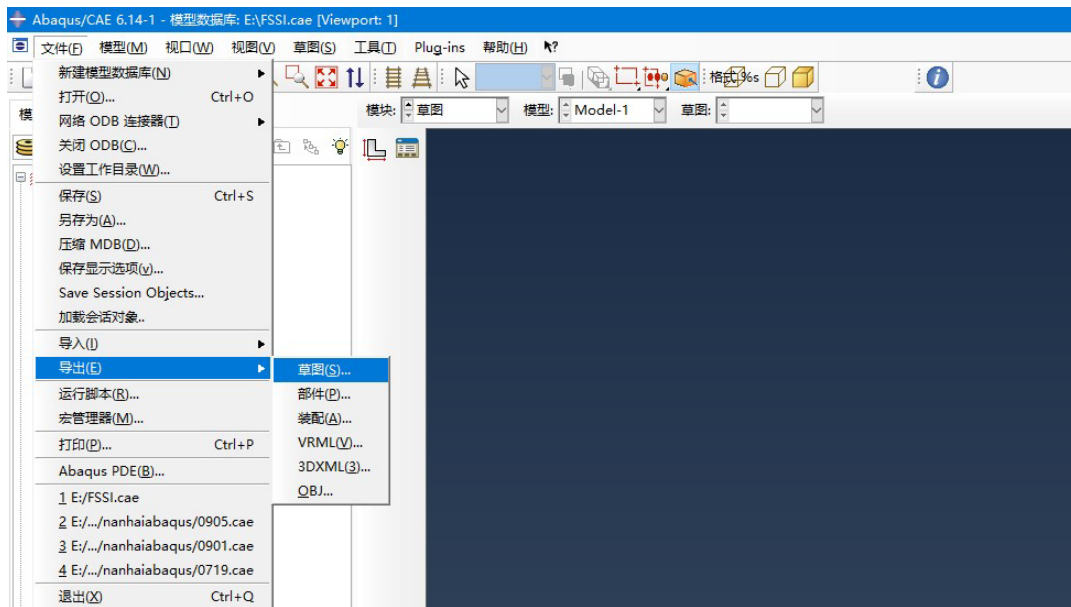 Abaqus/CAE 6.14-1 - 模型数据库: E:\FSSI.cae [Viewport: 1]
文件(F) 模型(M) 视口(W) 视图(V) 草图(S) 工具(T) Plug-ins 帮助(H)
新建模型数据库(N)
打开(O)... Ctrl+O
网络 ODB 连接器(T)
关闭 ODB(C)...
设置工作目录(W)...
保存(S) Ctrl+S
另存为(A)...
压缩 MDB(D)...
保存显示选项(v)...
Save Session Objects...
加载会话对象..
导入(I)
导出(E)
运行脚本(R)...
宏管理器(M)...
打印(P)... Ctrl+P
Abaqus PDE(B)...
1 E:/FSSI.cae
2 E:/.../nanhaiabaqus/0905.cae
3 E:/.../nanhaiabaqus/0901.cae
4 E:/.../nanhaiabaqus/0719.cae
退出(X) Ctrl+Q
草图(S)...
部件(P)...
装配(A)...
VRML(V)...
3DXML(3)...
OBJ...
模
模块: 草图 模型: Model-1 草图: